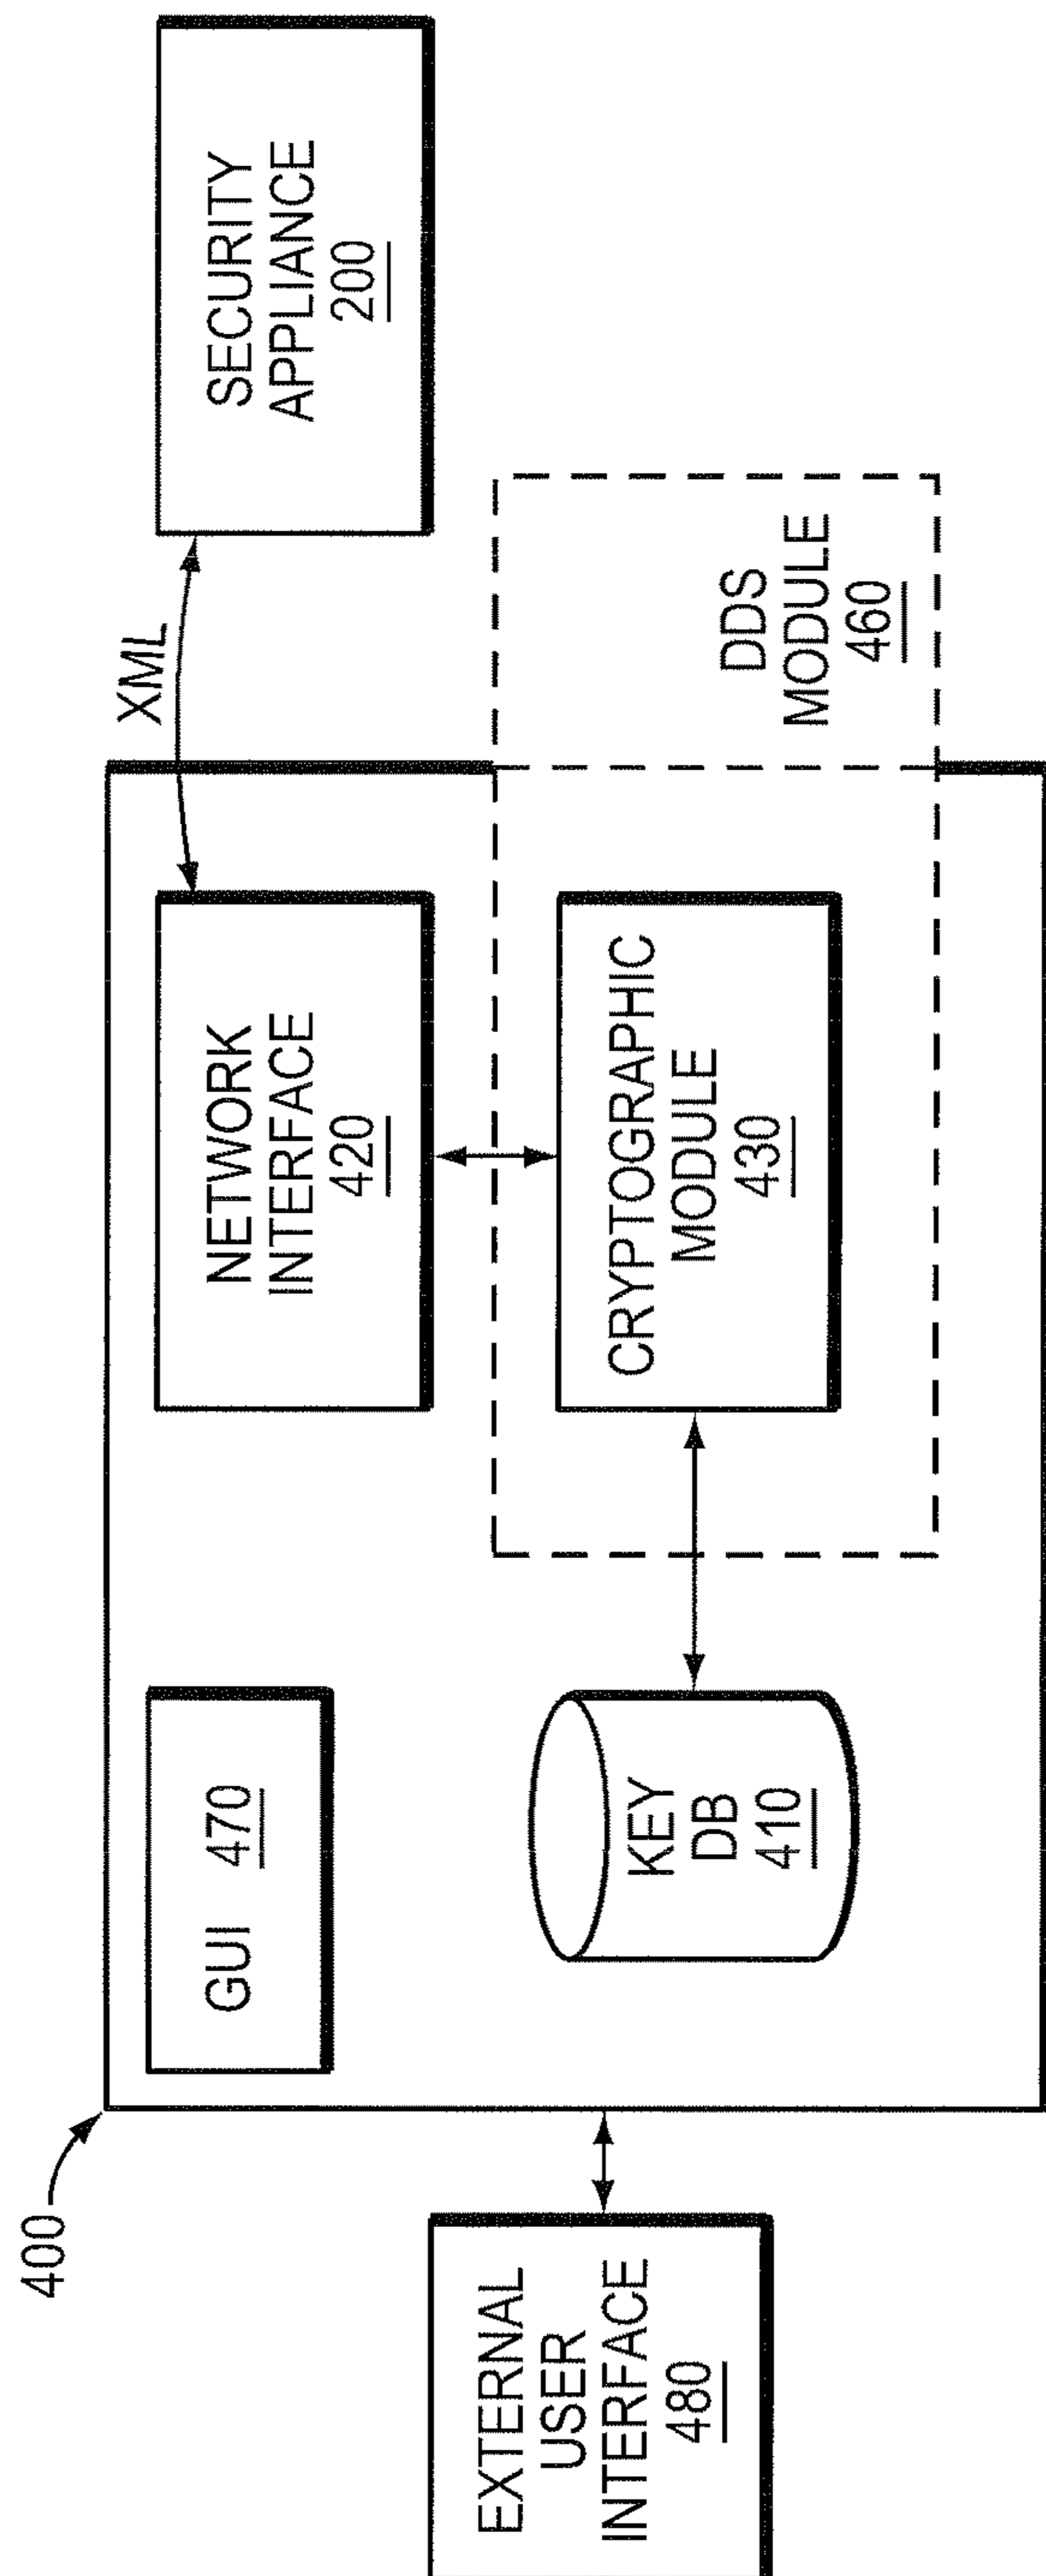 400
GUI 470
NETWORK
INTERFACE
420
XML
SECURITY
APPLIANCE
200
EXTERNAL
USER
INTERFACE
480
KEY
DB
410
CRYPTOGRAPHIC
MODULE
430
DDS
MODULE
460